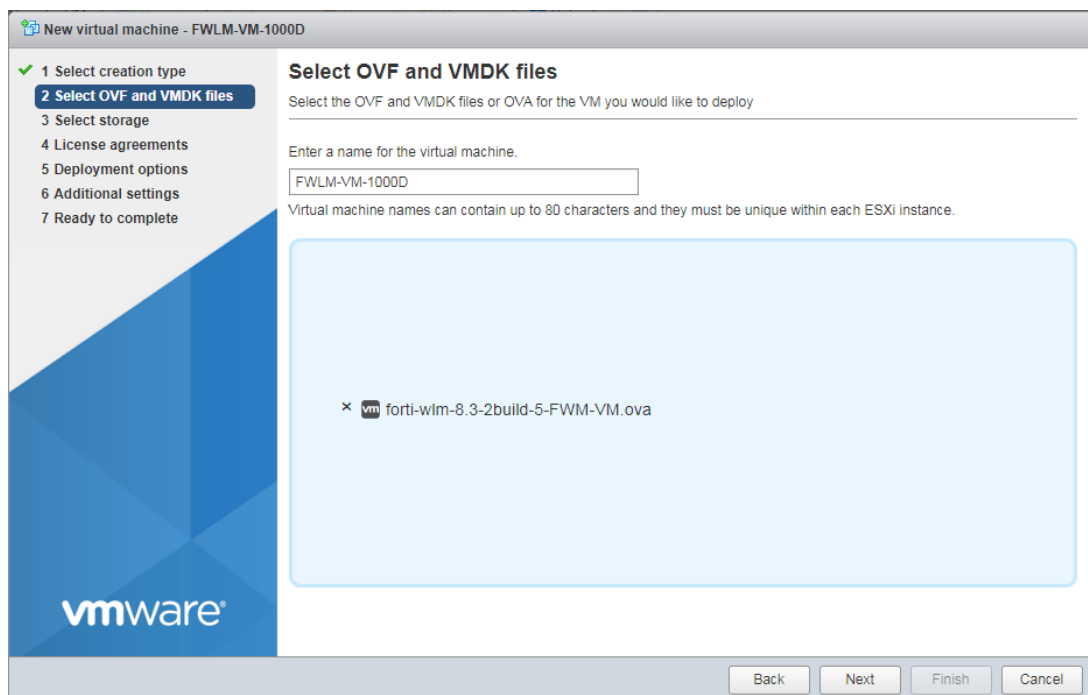 New virtual machine - FWLM-VM-1000D
1 Select creation type
2 Select OVF and VMDK files
3 Select storage
4 License agreements
5 Deployment options
6 Additional settings
7 Ready to complete
Select OVF and VMDK files
Select the OVF and VMDK files or OVA for the VM you would like to deploy
Enter a name for the virtual machine.
FWLM-VM-1000D
Virtual machine names can contain up to 80 characters and they must be unique within each ESXi instance.
× vm forti-wlm-8.3-2build-5-FWM-VM.ova
vmware®
Back Next Finish Cancel